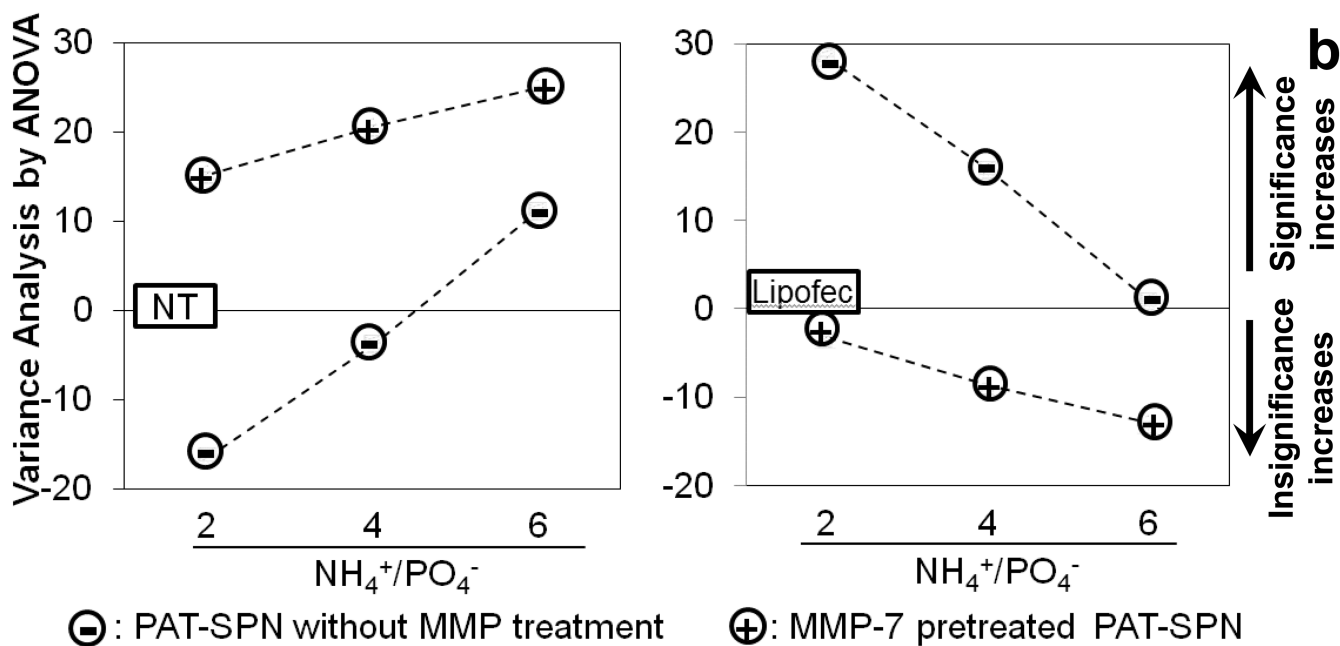 b
Variance Analysis by ANOVA
30
20
10
0
-10
-20
NT
2 4 6
NH₄⁺/PO₄⁻
30
20
10
0
-10
-20
Lipofec
2 4 6
NH₄⁺/PO₄⁻
Significance
increases
Insignificance
increases
-: PAT-SPN without MMP treatment
+: MMP-7 pretreated PAT-SPN